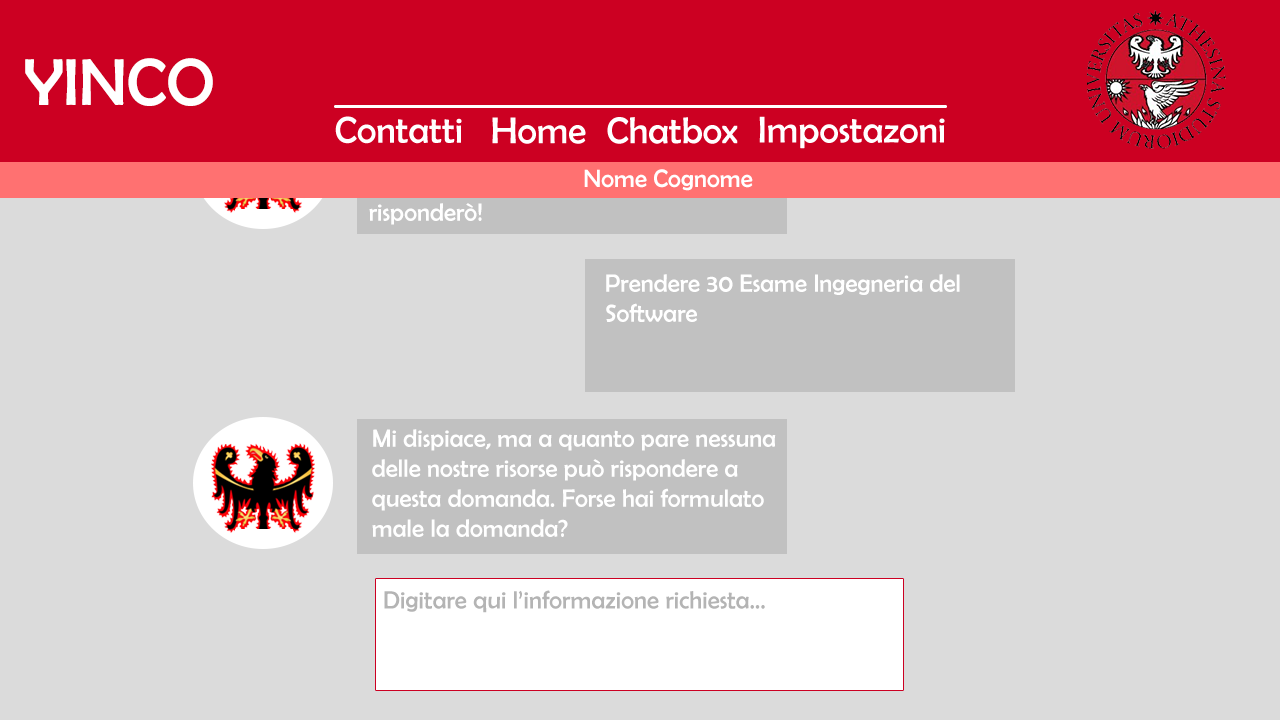 YINCO
Contatti Home Chatbox Impostazoni
UNIVERSITAS ATHESINA STUDIORUM
Nome Cognome
risponderò!
Prendere 30 Esame Ingegneria del
Software
Mi dispiace, ma a quanto pare nessuna
delle nostre risorse può rispondere a
questa domanda. Forse hai formulato
male la domanda?
Digitare qui l’informazione richiesta...